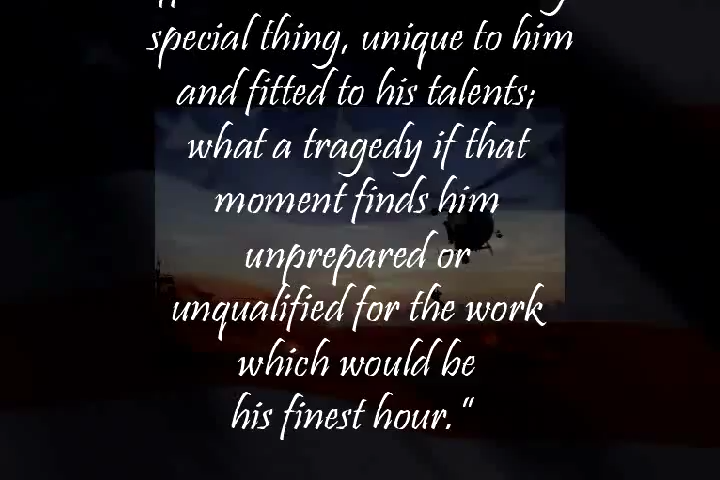 special thing, unique to him
and fitted to his talents;
what a tragedy if that
moment finds him
unprepared or
unqualified for the work
which would be
his finest hour."